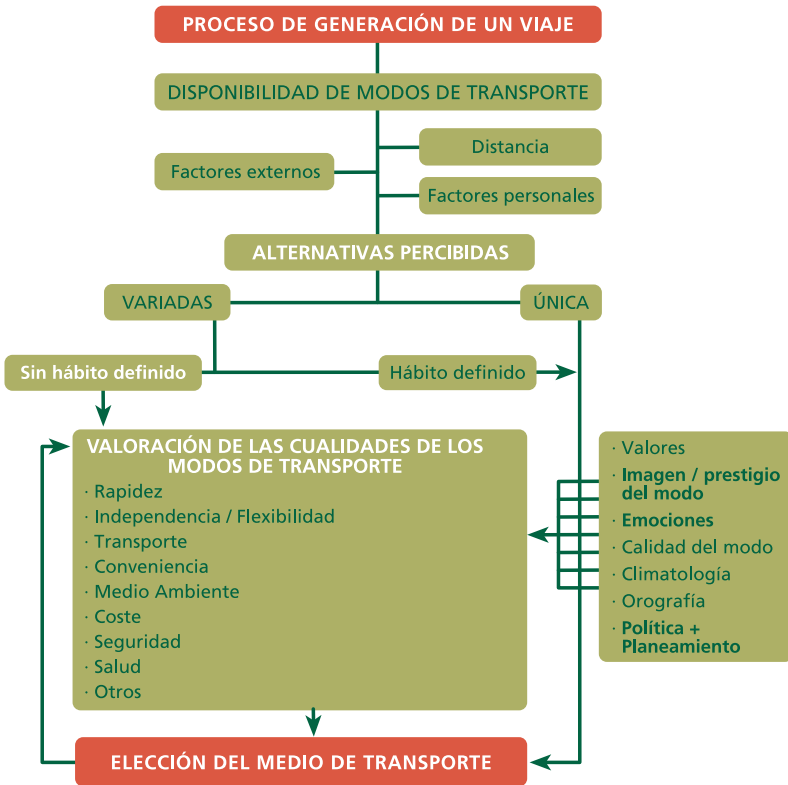 PROCESO DE GENERACIÓN DE UN VIAJE
DISPONIBILIDAD DE MODOS DE TRANSPORTE
Distancia
Factores externos
Factores personales
ALTERNATIVAS PERCIBIDAS
VARIADAS
ÚNICA
Sin hábito definido
Hábito definido
VALORACIÓN DE LAS CUALIDADES DE LOS
MODOS DE TRANSPORTE
· Rapidez
· Independencia / Flexibilidad
· Transporte
· Conveniencia
· Medio Ambiente
· Coste
· Seguridad
· Salud
· Otros
· Valores
· Imagen / prestigio
del modo
· Emociones
· Calidad del modo
· Climatología
· Orografía
· Política +
Planeamiento
ELECCIÓN DEL MEDIO DE TRANSPORTE